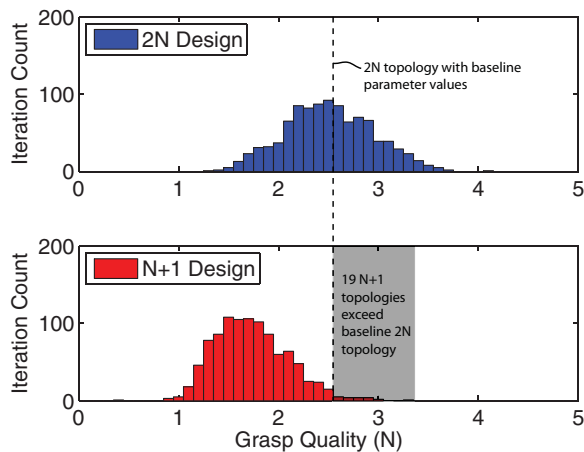 200
100
0
Iteration Count
2N Design
2N topology with baseline
parameter values
0 1 2 3 4 5
200
100
0
Iteration Count
N+1 Design
19 N+1
topologies
exceed
baseline 2N
topology
0 1 2 3 4 5
Grasp Quality (N)